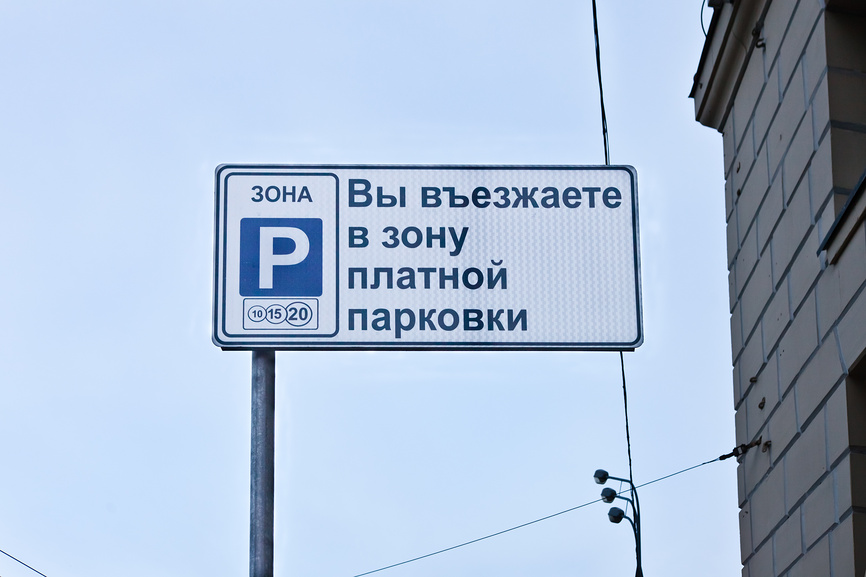 ЗОНА
P
10 15 20
Вы въезжаете
в зону
платной
парковки